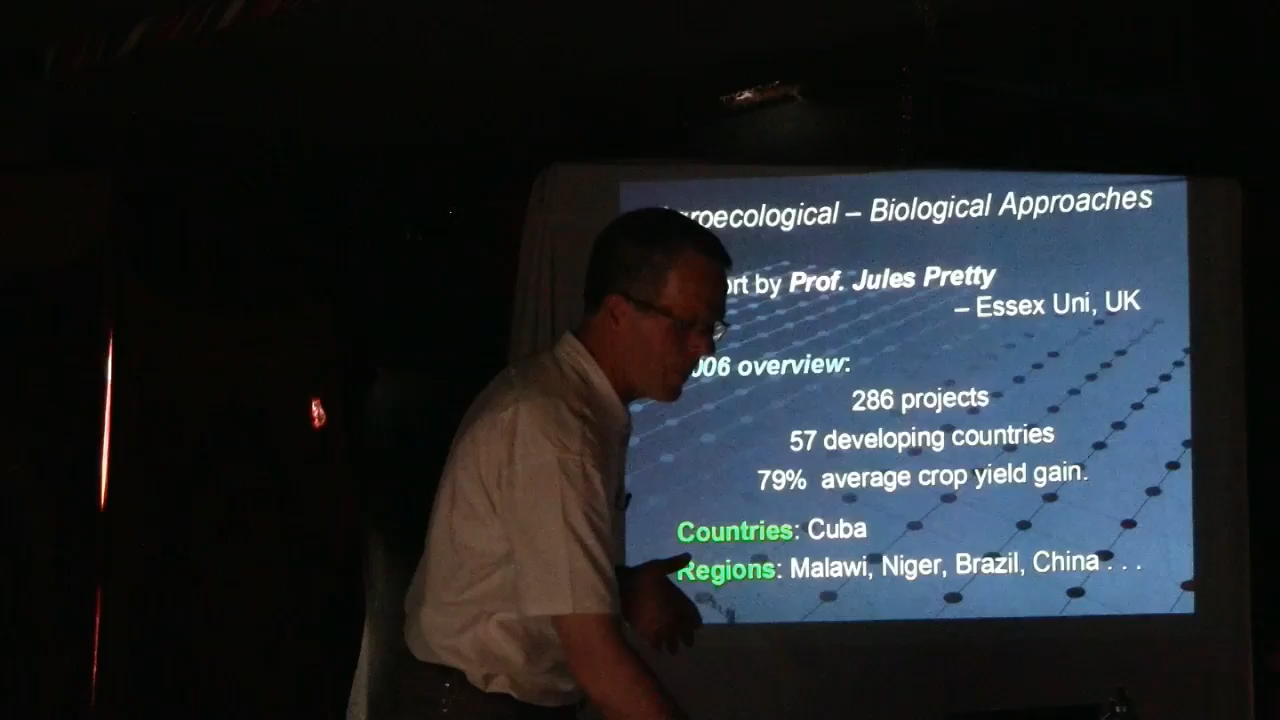 groecological – Biological Approaches
ort by Prof. Jules Pretty
– Essex Uni, UK
006 overview:
286 projects
57 developing countries
79% average crop yield gain.
Countries: Cuba
Regions: Malawi, Niger, Brazil, China . . .